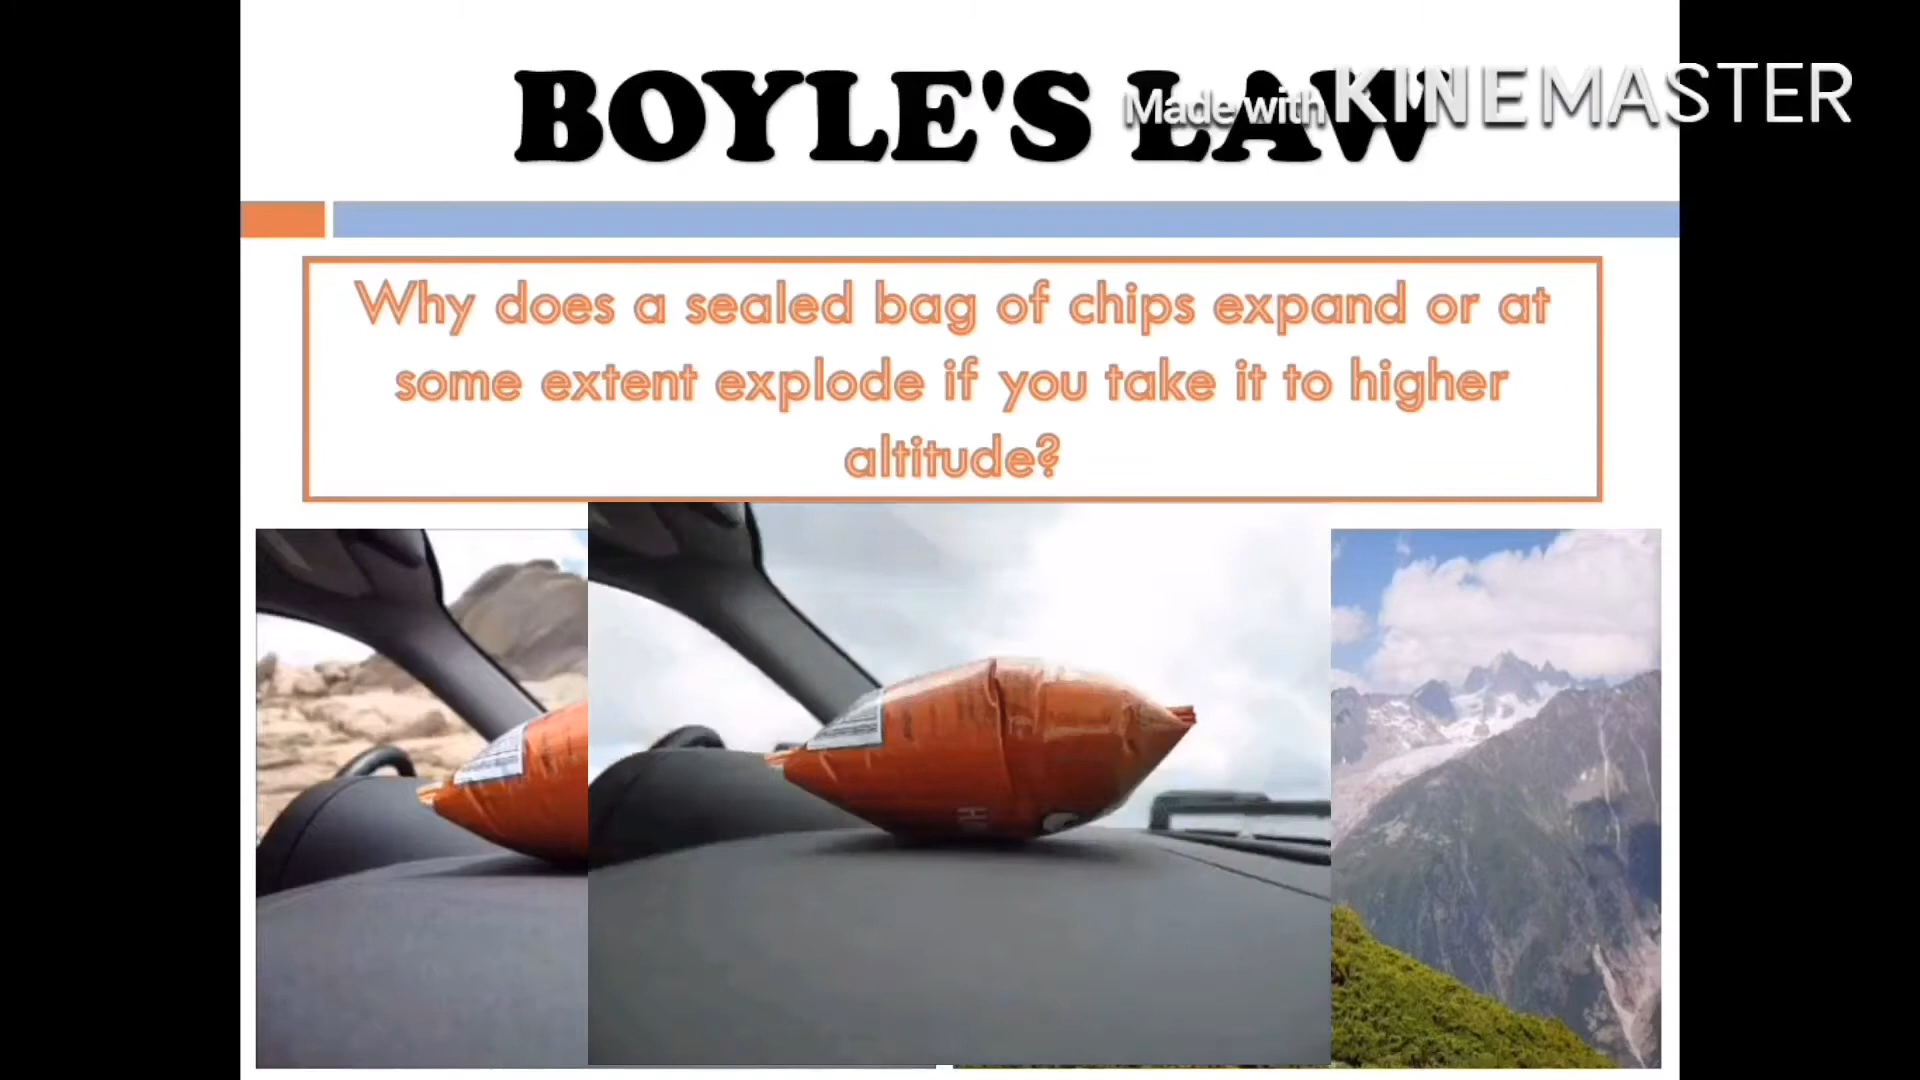 BOYLE'S LAW
Made with KINEMASTER
Why does a sealed bag of chips expand or at
some extent explode if you take it to higher
altitude?